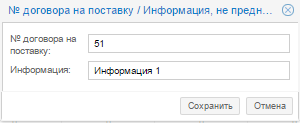 № договора на поставку / Информация, не предн...
№ договора на
поставку:
51
Информация:
Информация 1
Сохранить
Отмена